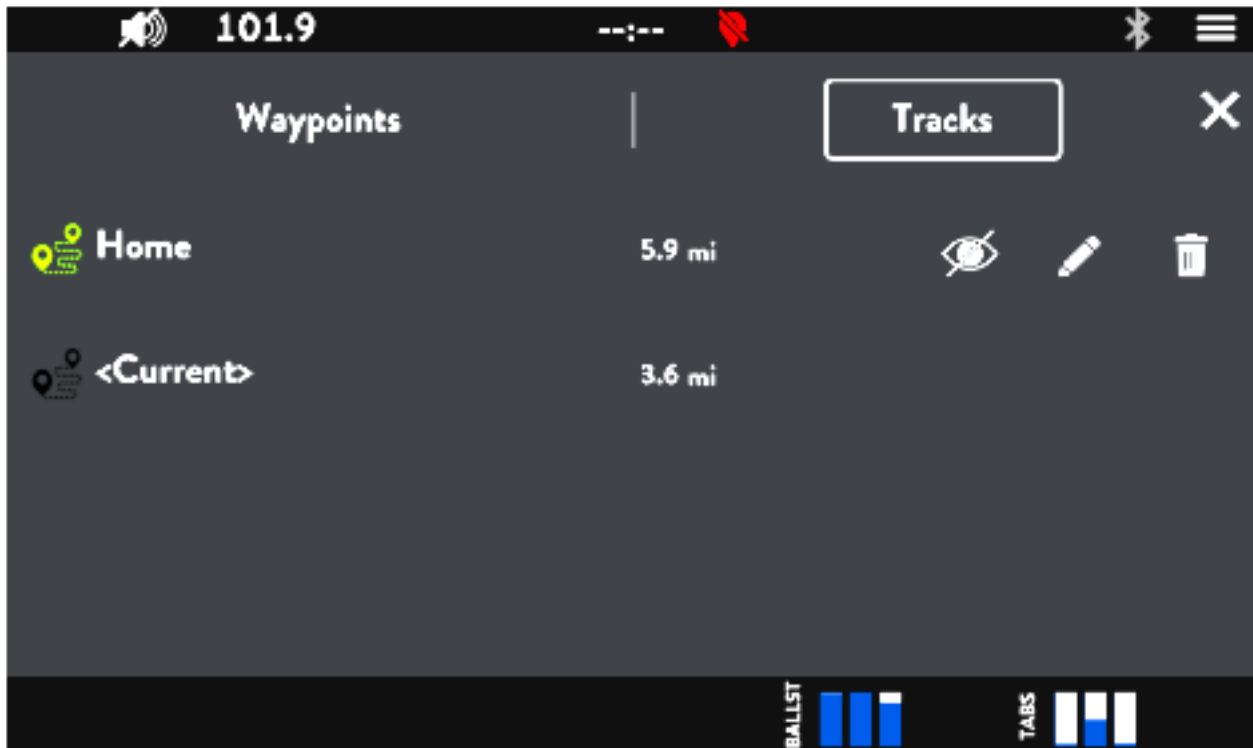 101.9 --:--
Waypoints | Tracks
Home 5.9 mi
<Current> 3.6 mi
BALLST TABS